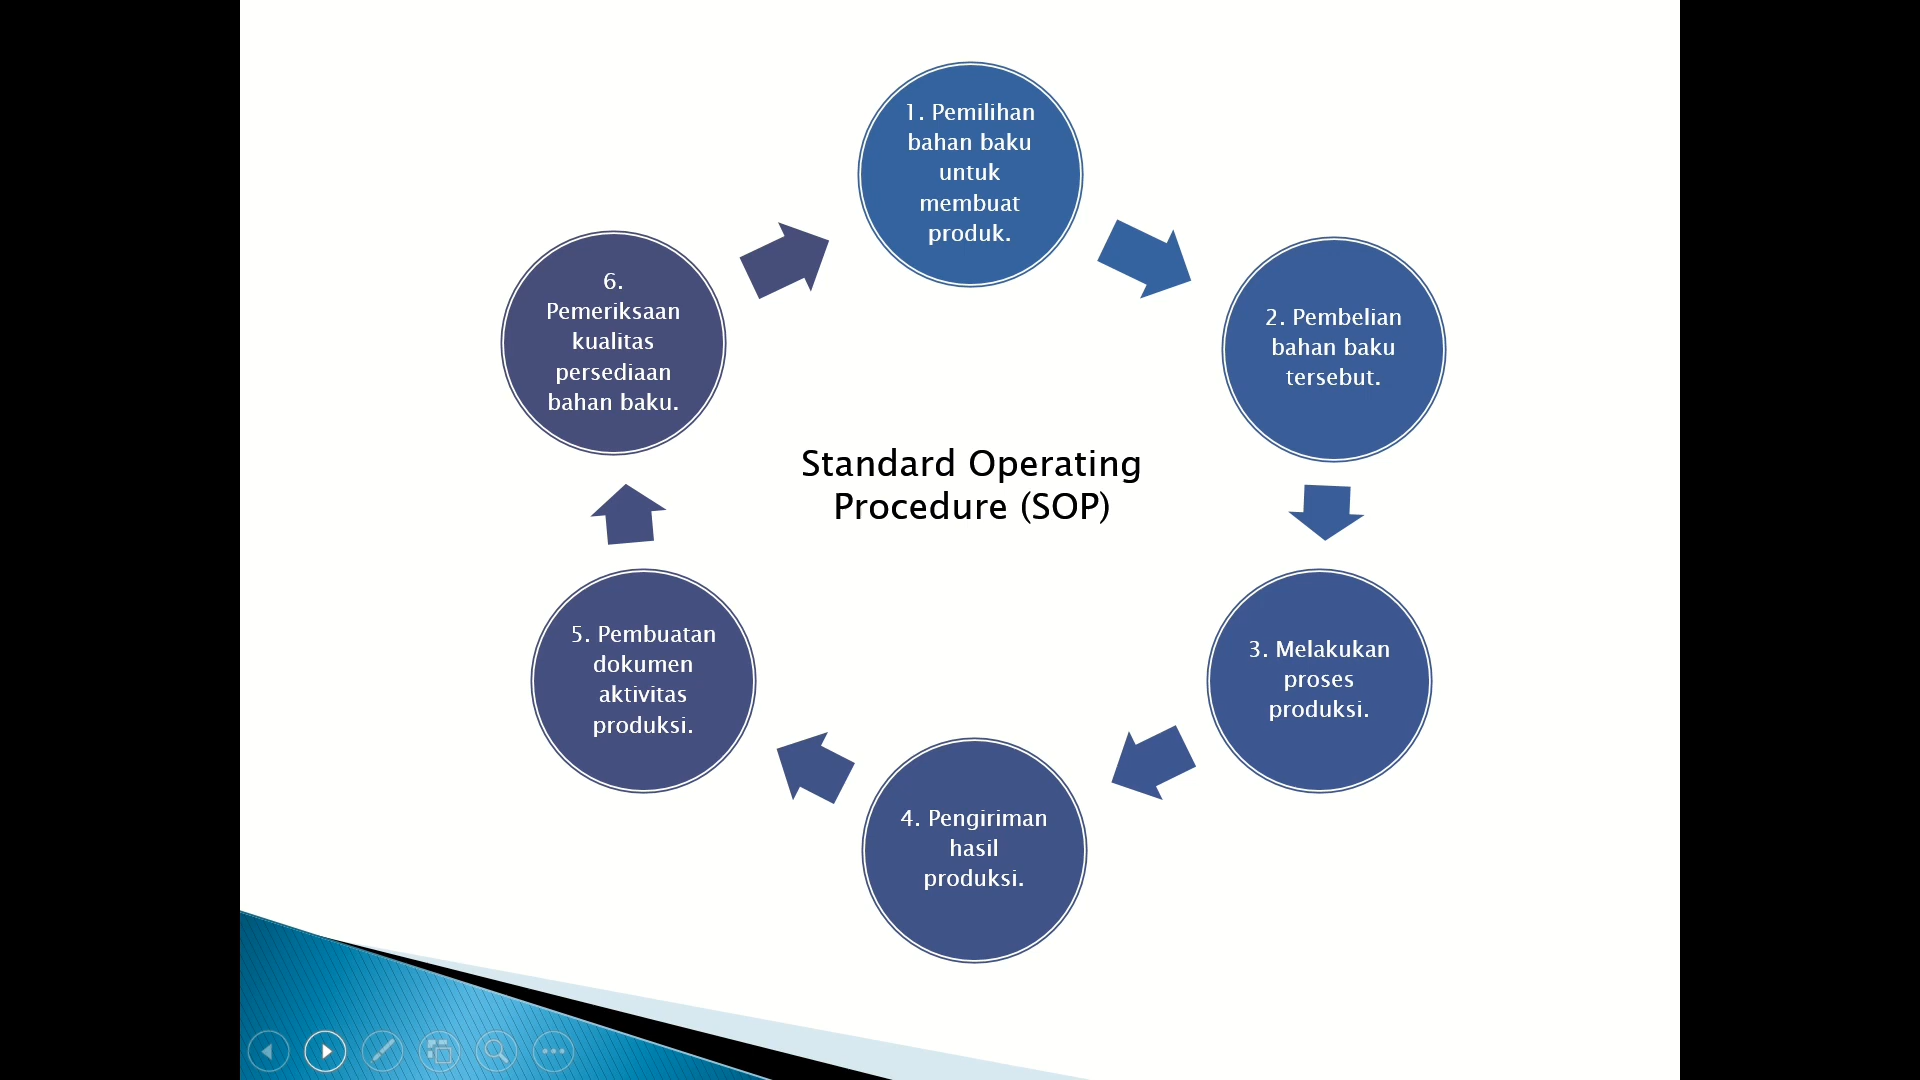 1. Pemilihan
bahan baku
untuk
membuat
produk.
2. Pembelian
bahan baku
tersebut.
3. Melakukan
proses
produksi.
4. Pengiriman
hasil
produksi.
5. Pembuatan
dokumen
aktivitas
produksi.
6.
Pemeriksaan
kualitas
persediaan
bahan baku.
Standard Operating
Procedure (SOP)